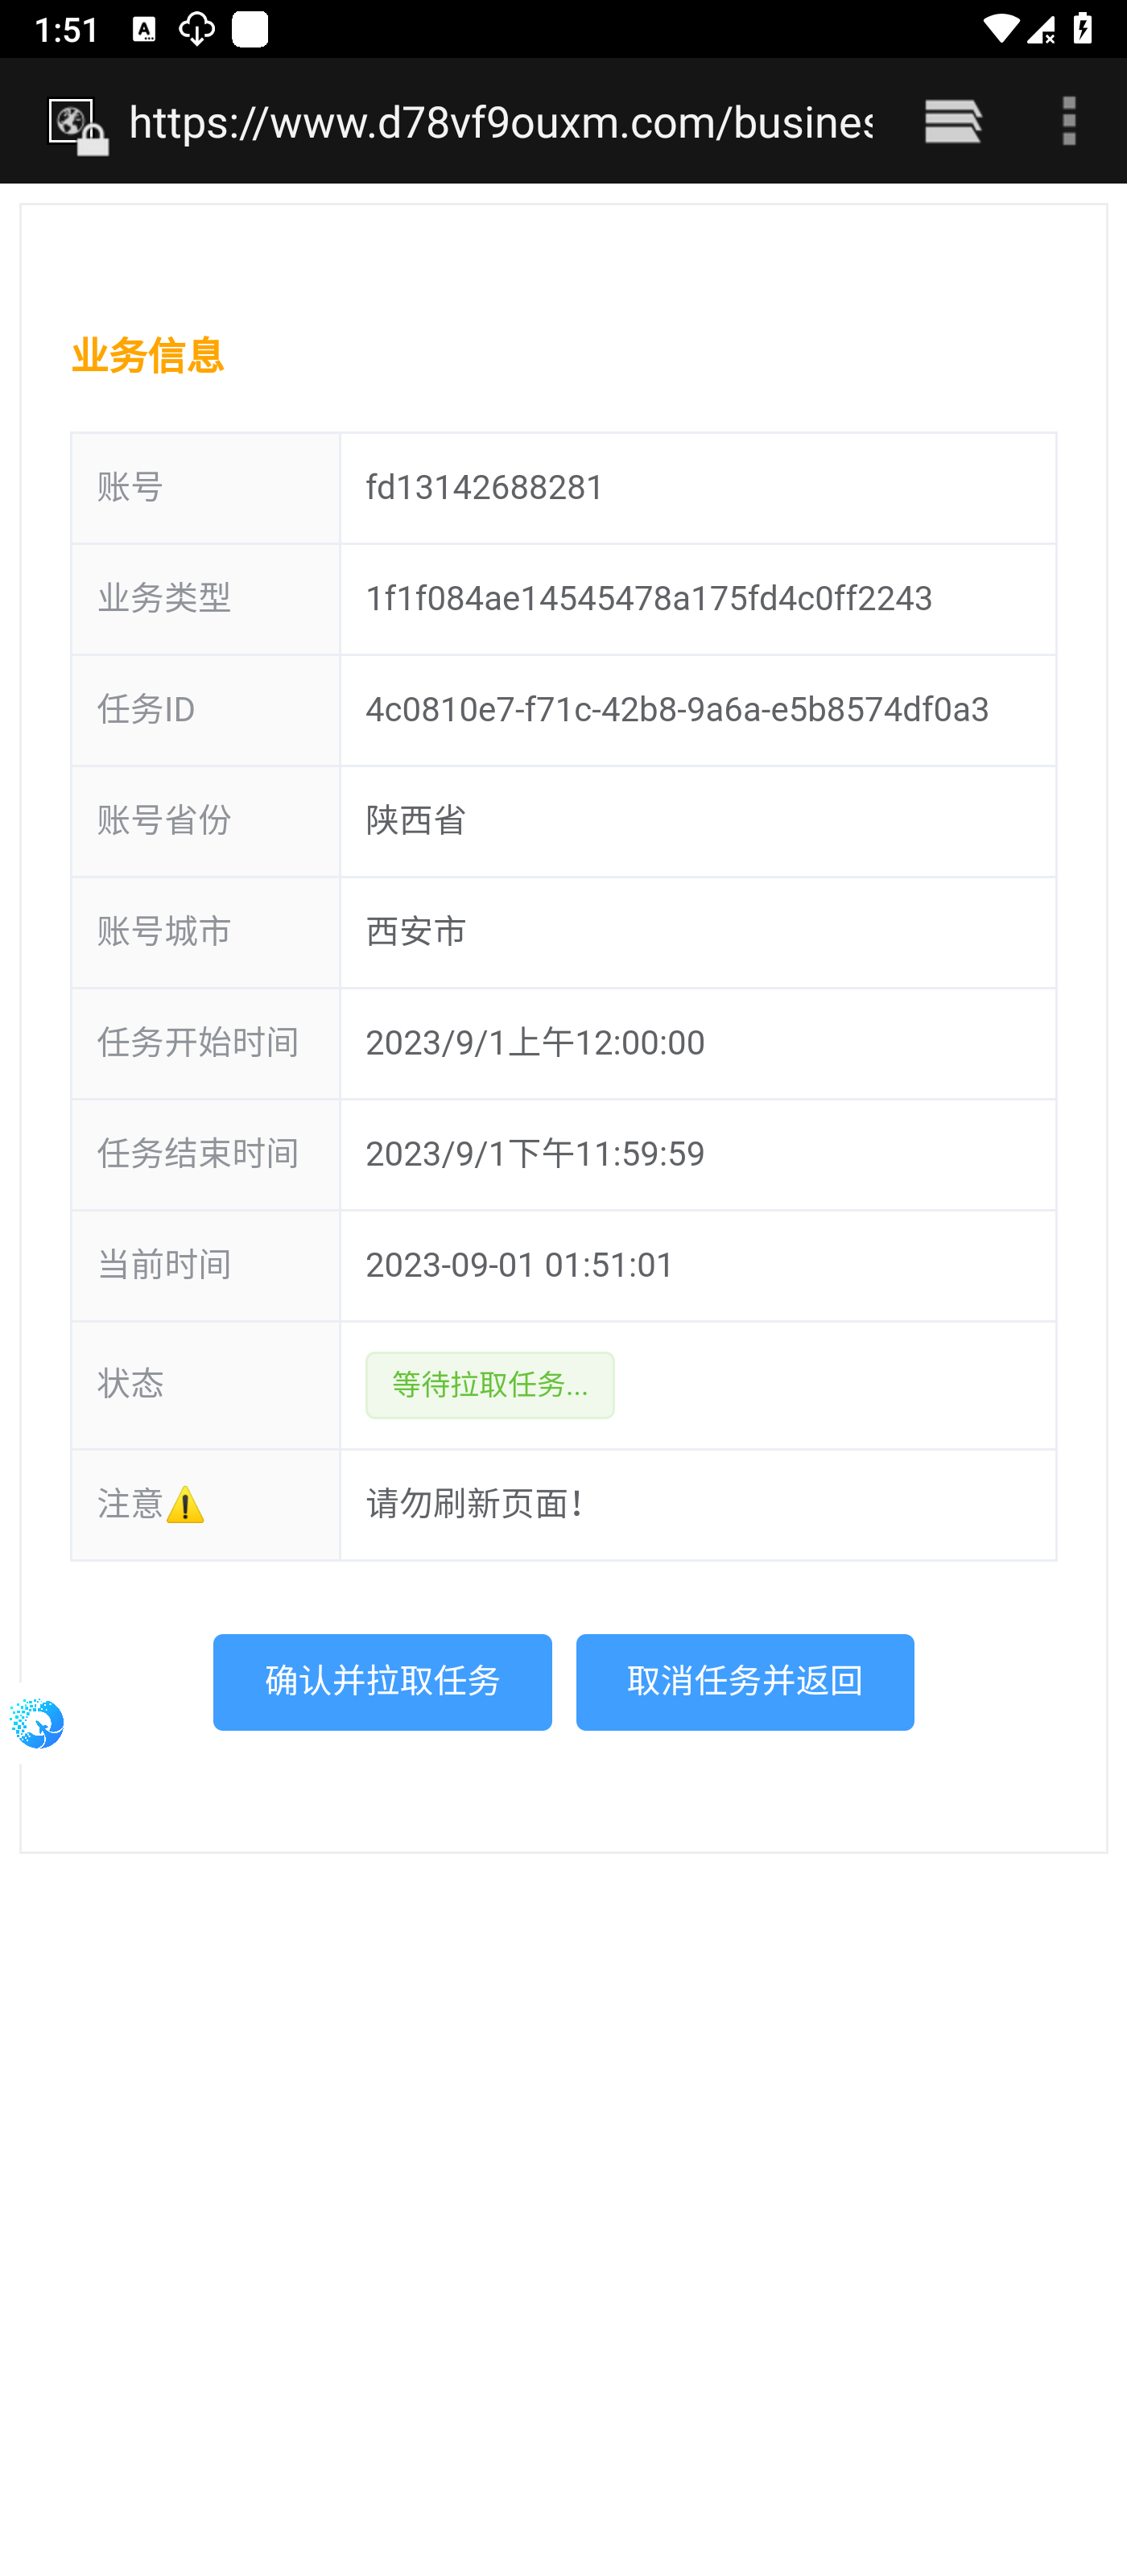 1:51
https://www.d78vf9ouxm.com/busines
业务信息
账号 fd13142688281
业务类型 1f1f084ae14545478a175fd4c0ff2243
任务ID 4c0810e7-f71c-42b8-9a6a-e5b8574df0a3
账号省份 陕西省
账号城市 西安市
任务开始时间 2023/9/1上午12:00:00
任务结束时间 2023/9/1下午11:59:59
当前时间 2023-09-01 01:51:01
状态 等待拉取任务...
注意⚠️ 请勿刷新页面!
确认并拉取任务 取消任务并返回